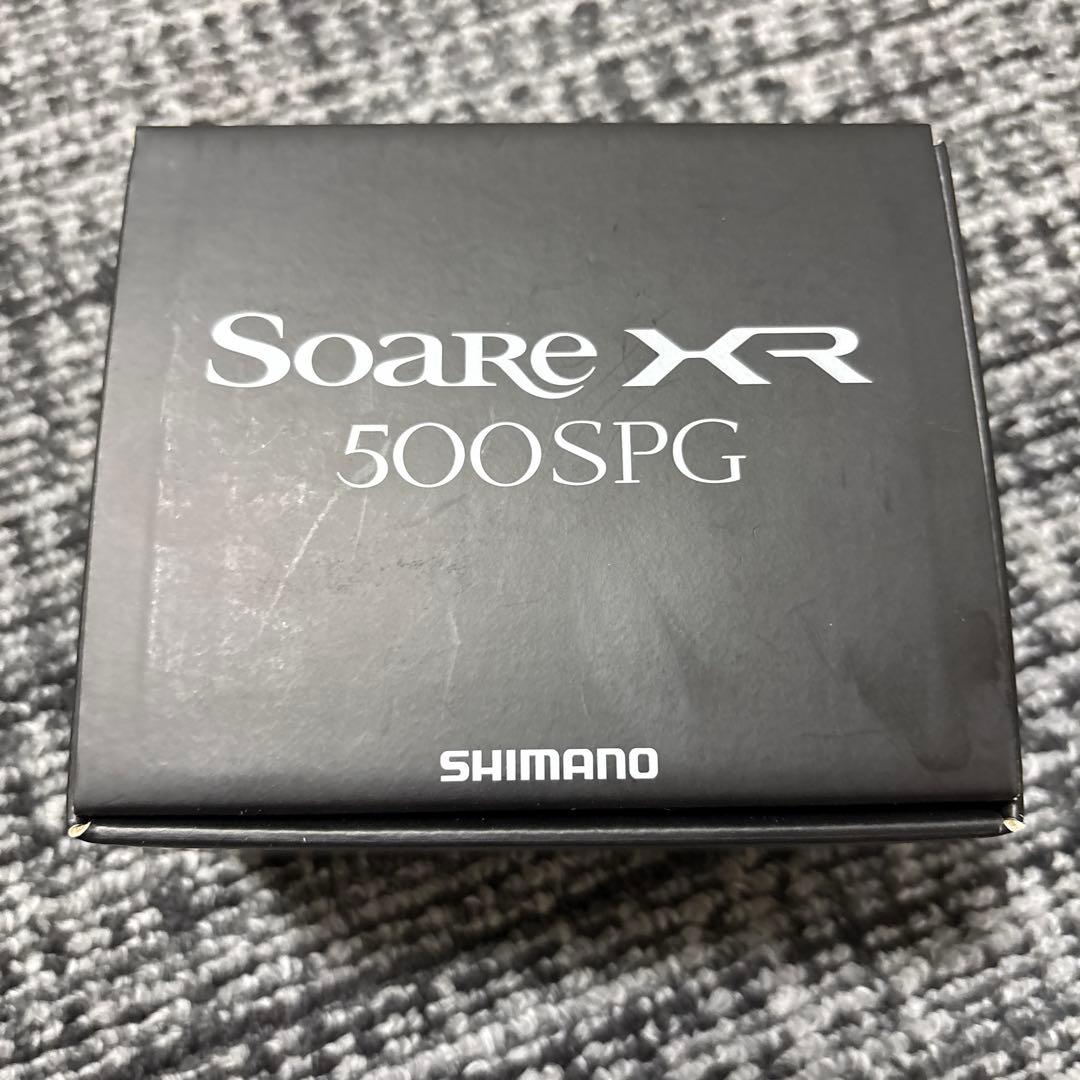 Soare XR
500SPG
SHIMANO